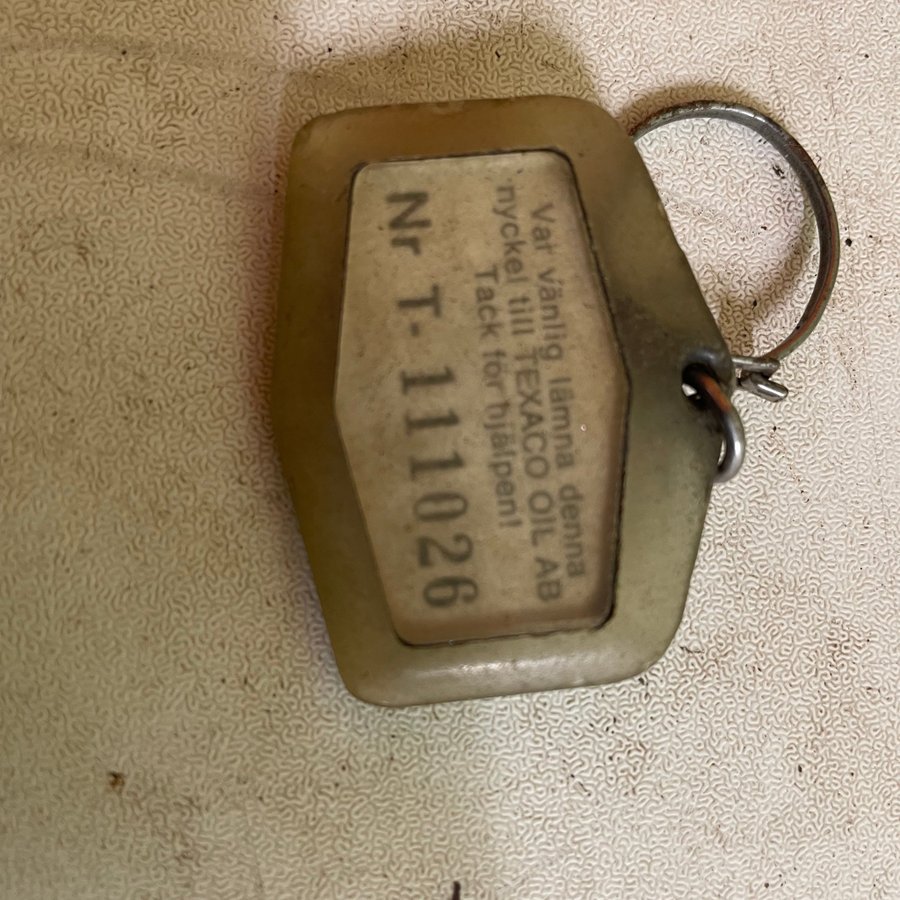 Var vänlig lämna denna
nyckel till TEXACO OIL AB
Tack för hjälpen!
Nr T- 111026